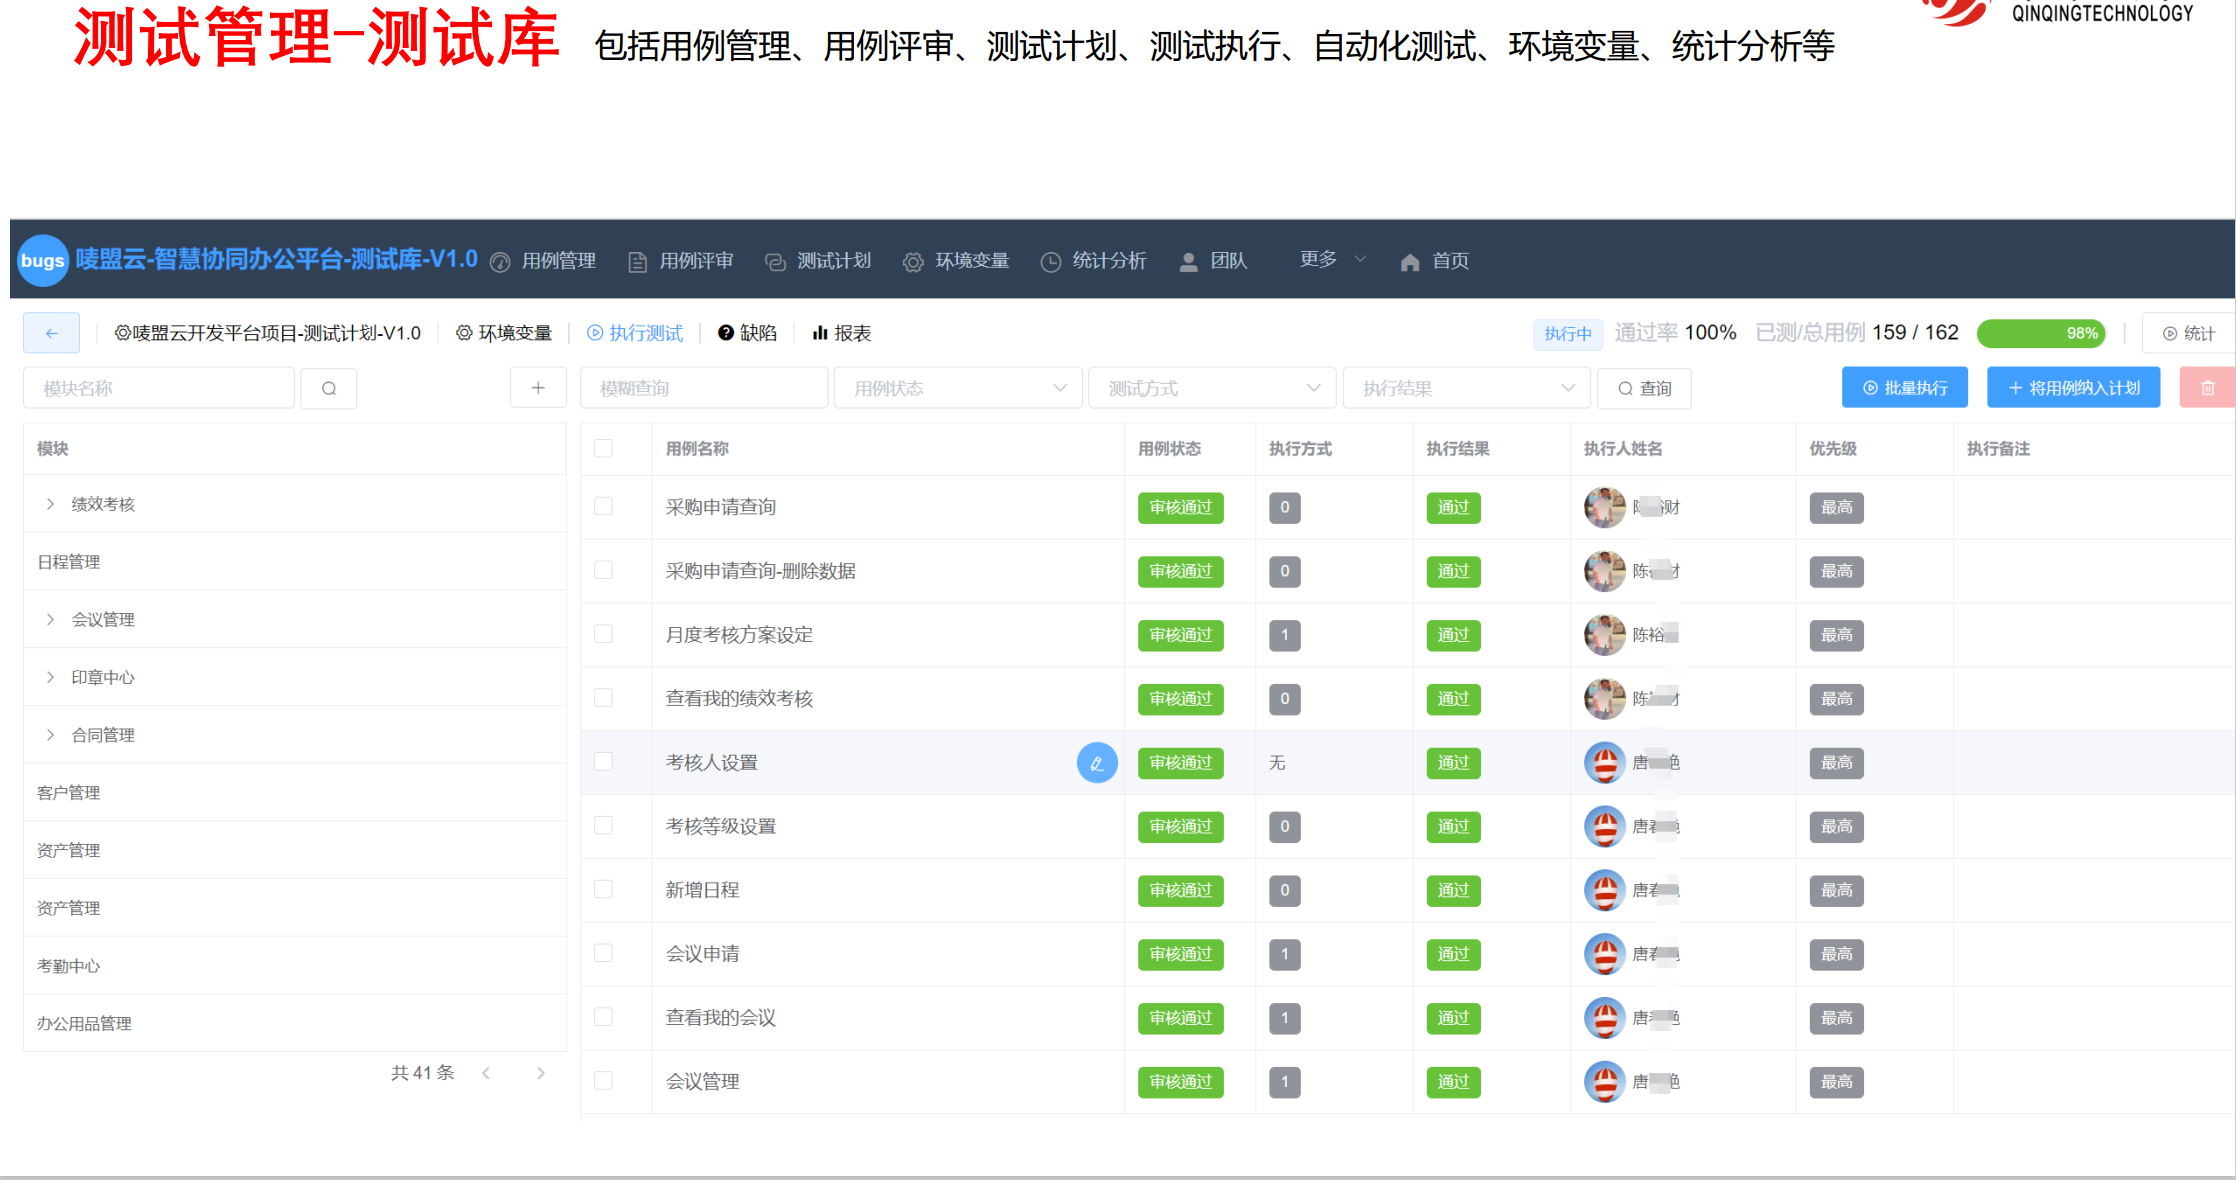 测试管理-测试库 包括用例管理、用例评审、测试计划、测试执行、自动化测试、环境变量、统计分析等
QINQINGTECHNOLOGY
bugs 唛盟云-智慧协同办公平台-测试库-V1.0 用例管理 用例评审 测试计划 环境变量 统计分析 团队 更多 首页
唛盟云开发平台项目-测试计划-V1.0 环境变量 执行测试 缺陷 报表 执行中 通过率 100% 已测/总用例 159 / 162 98% 统计
模块名称 模糊查询 用例状态 测试方式 执行结果 查询 批量执行 将用例纳入计划
模块
绩效考核
日程管理
会议管理
印章中心
合同管理
客户管理
资产管理
资产管理
考勤中心
办公用品管理
共 41 条
用例名称 用例状态 执行方式 执行结果 执行人姓名 优先级 执行备注
采购申请查询 审核通过 0 通过 财 最高
采购申请查询-删除数据 审核通过 0 通过 陈 最高
月度考核方案设定 审核通过 1 通过 陈裕 最高
查看我的绩效考核 审核通过 0 通过 陈 最高
考核人设置 审核通过 无 通过 唐 艳 最高
考核等级设置 审核通过 0 通过 唐 最高
新增日程 审核通过 0 通过 唐 最高
会议申请 审核通过 1 通过 唐 最高
查看我的会议 审核通过 1 通过 唐 艳 最高
会议管理 审核通过 1 通过 唐 艳 最高